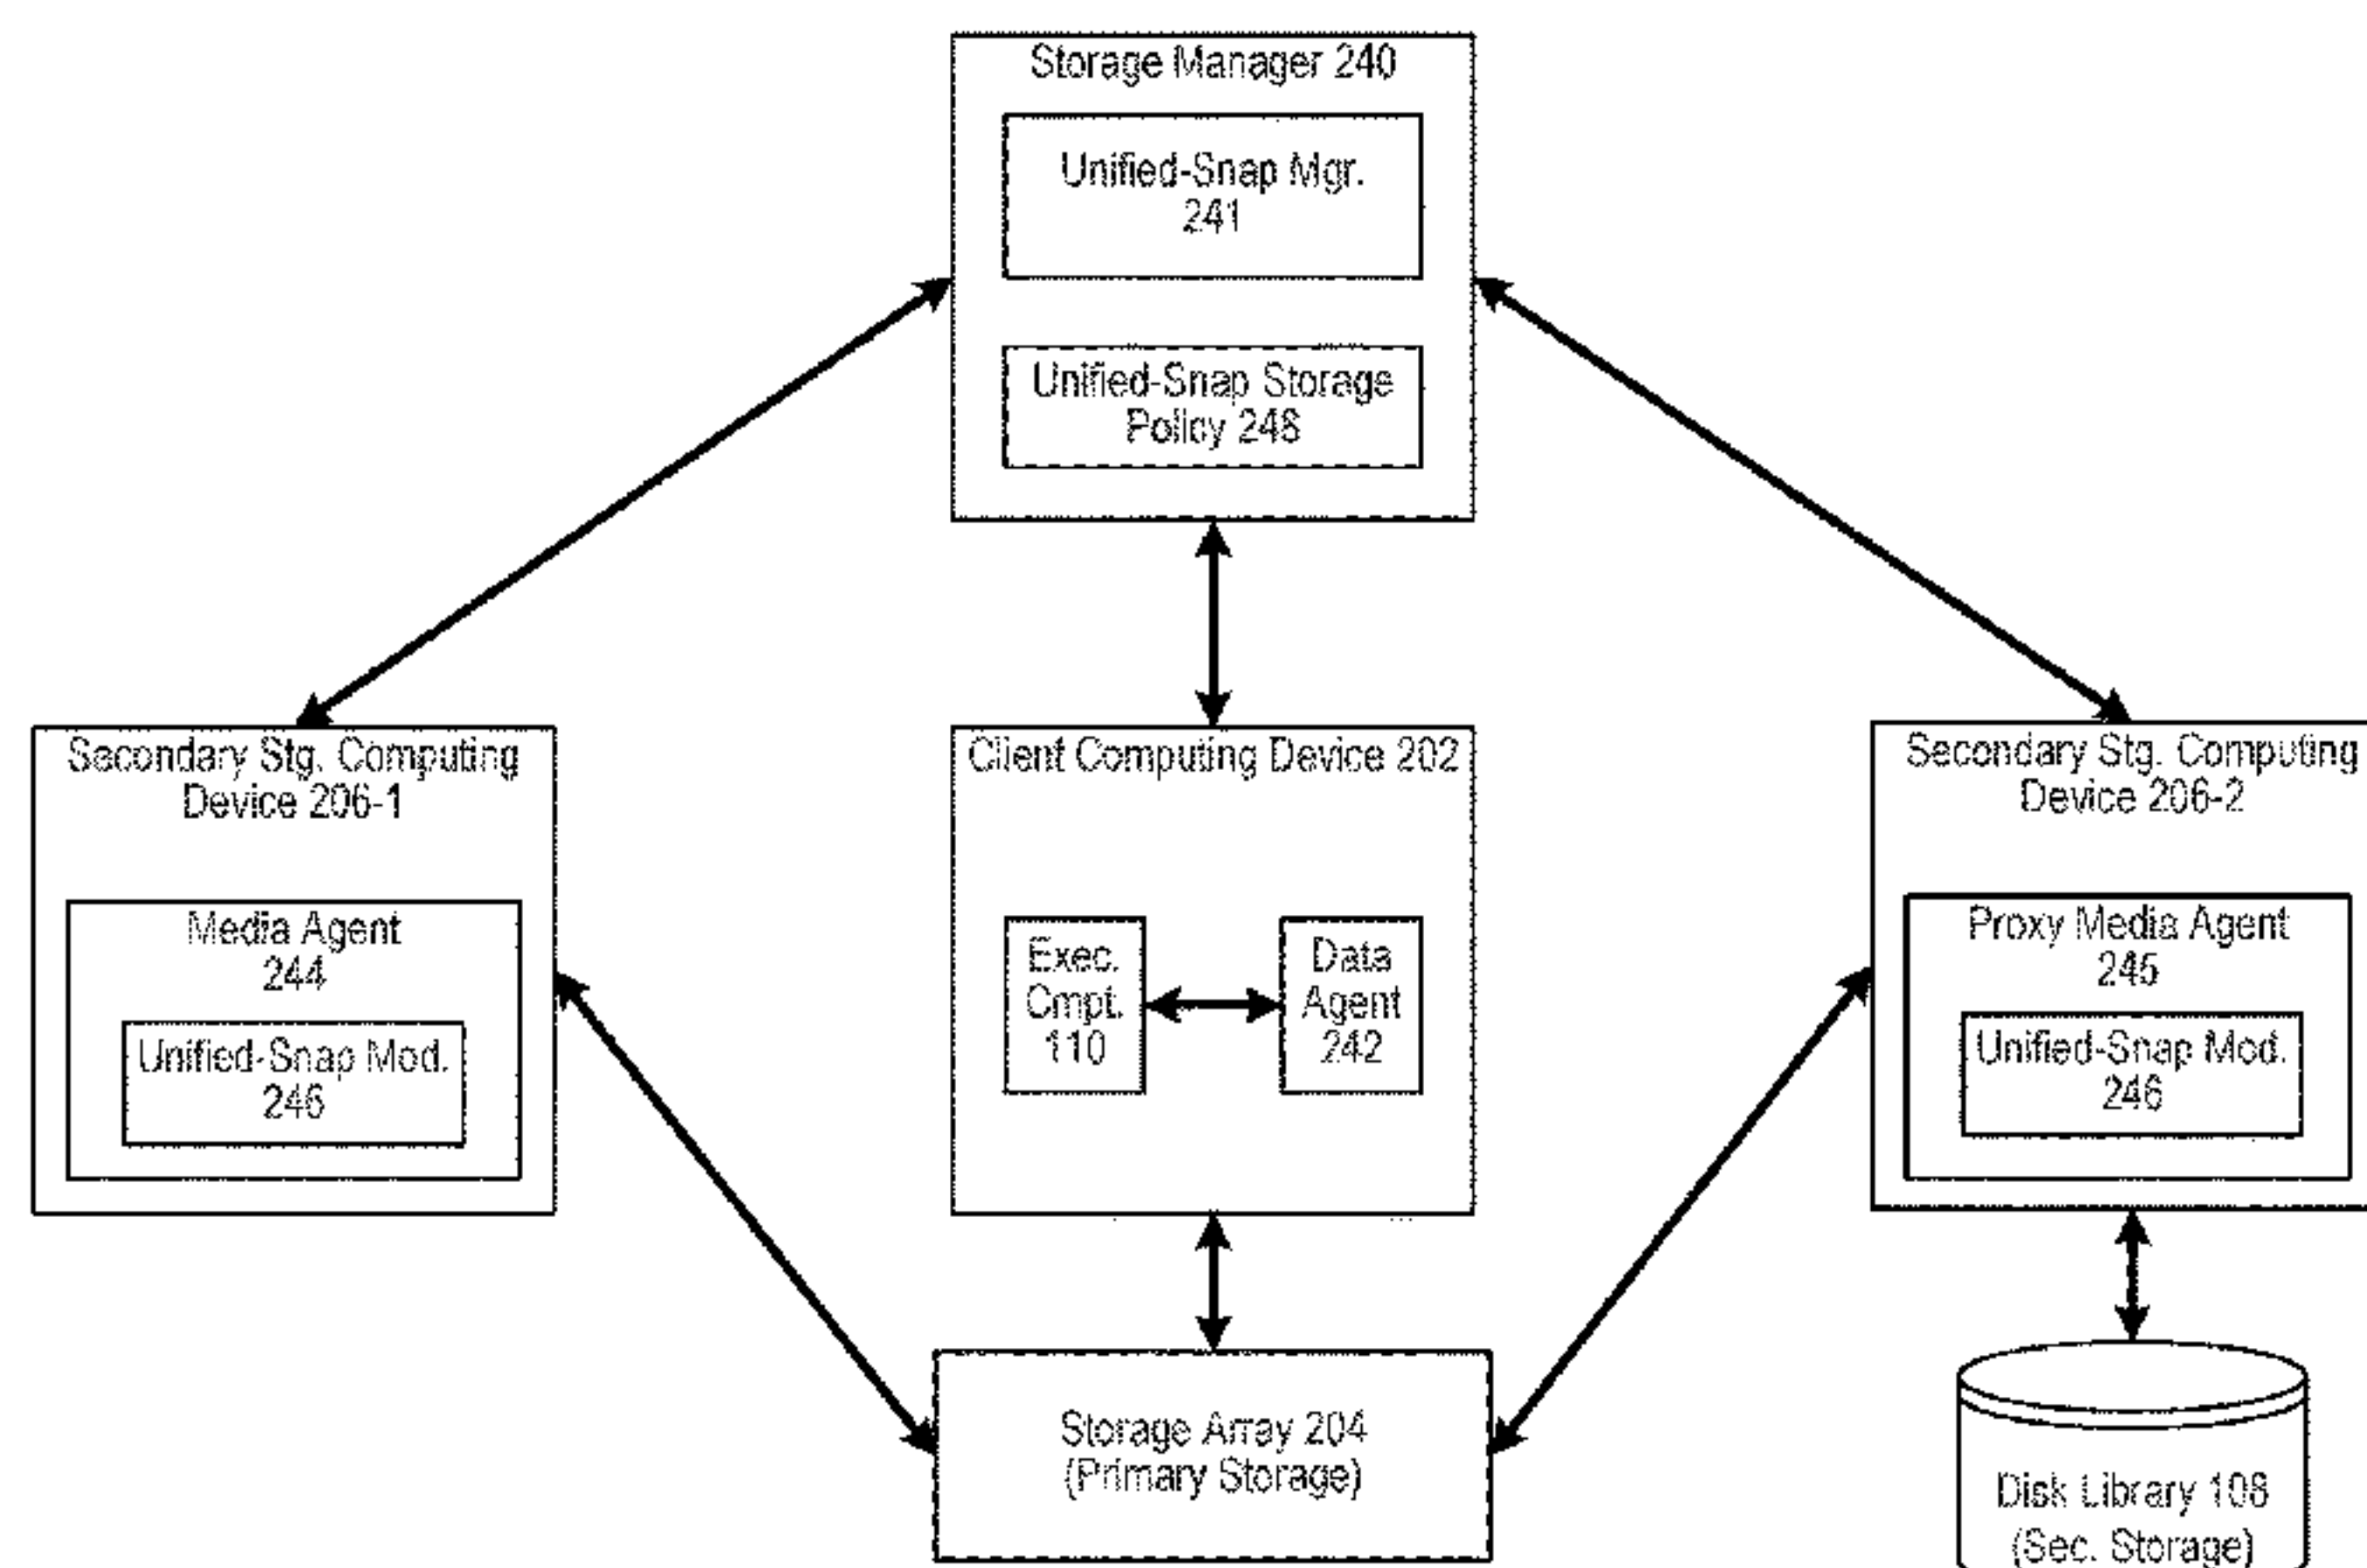 Storage Manager 240
Unified-Snap Mgr.
241
Unified-Snap Storage
Policy 248
Secondary Stg. Computing
Device 206-1
Media Agent
244
Unified-Snap Mod.
246
Client Computing Device 202
Exec.
Cmpt.
110
Data
Agent
242
Secondary Stg. Computing
Device 206-2
Proxy Media Agent
245
Unified-Snap Mod.
246
Storage Array 204
(Primary Storage)
Disk Library 108
(Sec. Storage)